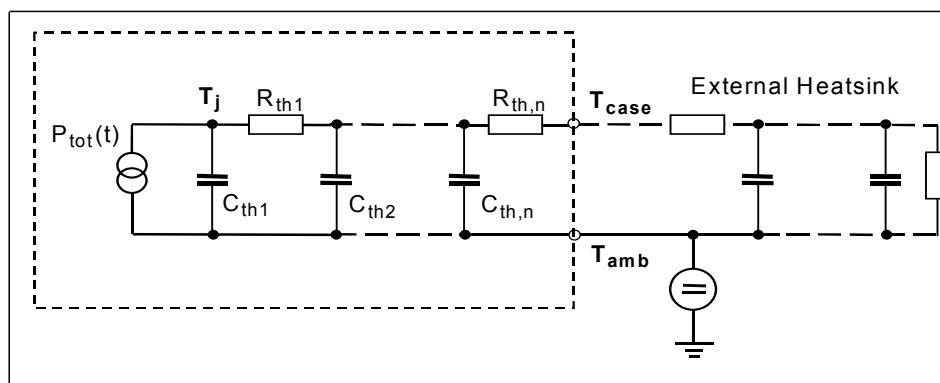 External Heatsink
T_j
R_th1
R_th,n
T_case
P_tot(t)
C_th1
C_th2
C_th,n
T_amb